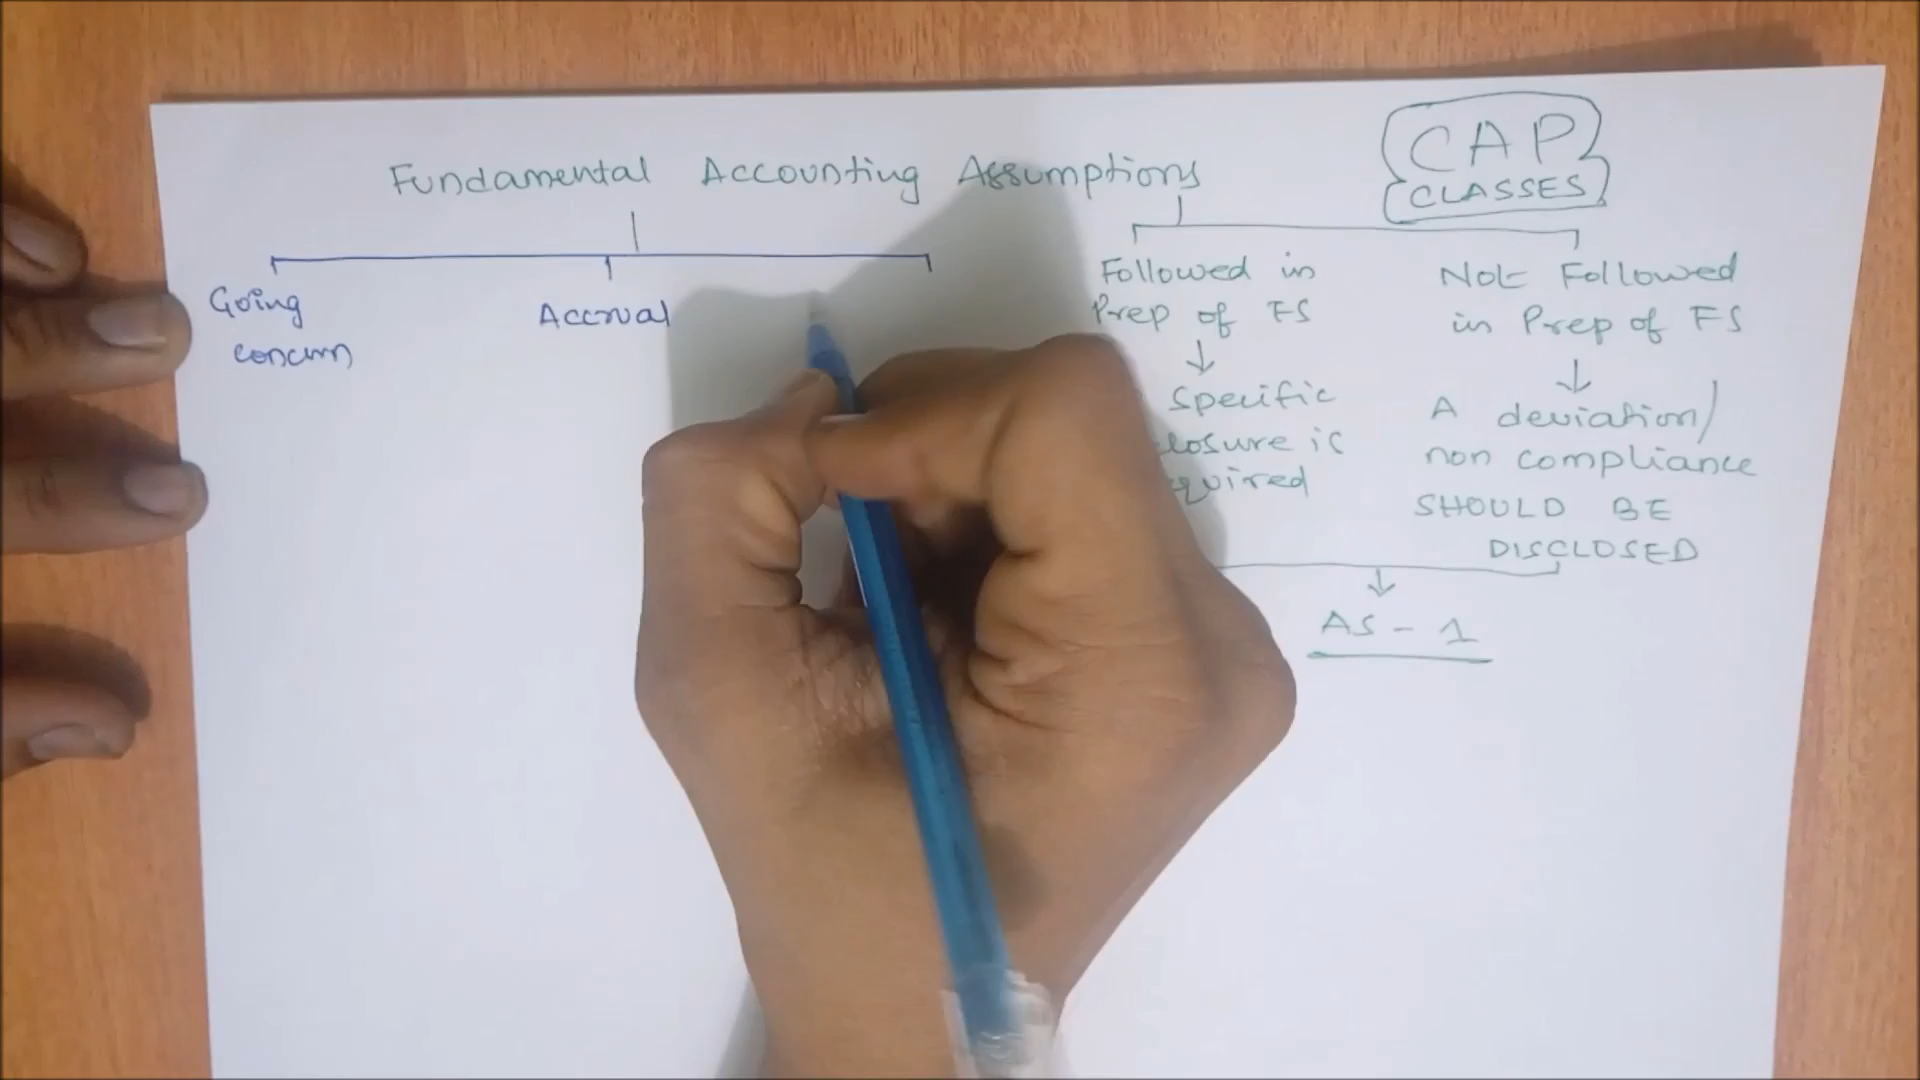 Fundamental Accounting Assumptions
CAP
CLASSES
Going
concern
Accrual
Followed in
Prep of FS
specific
closure is
quired
Not Followed
in Prep of FS
A deviation/
non compliance
SHOULD BE
DISCLOSED
AS - 1